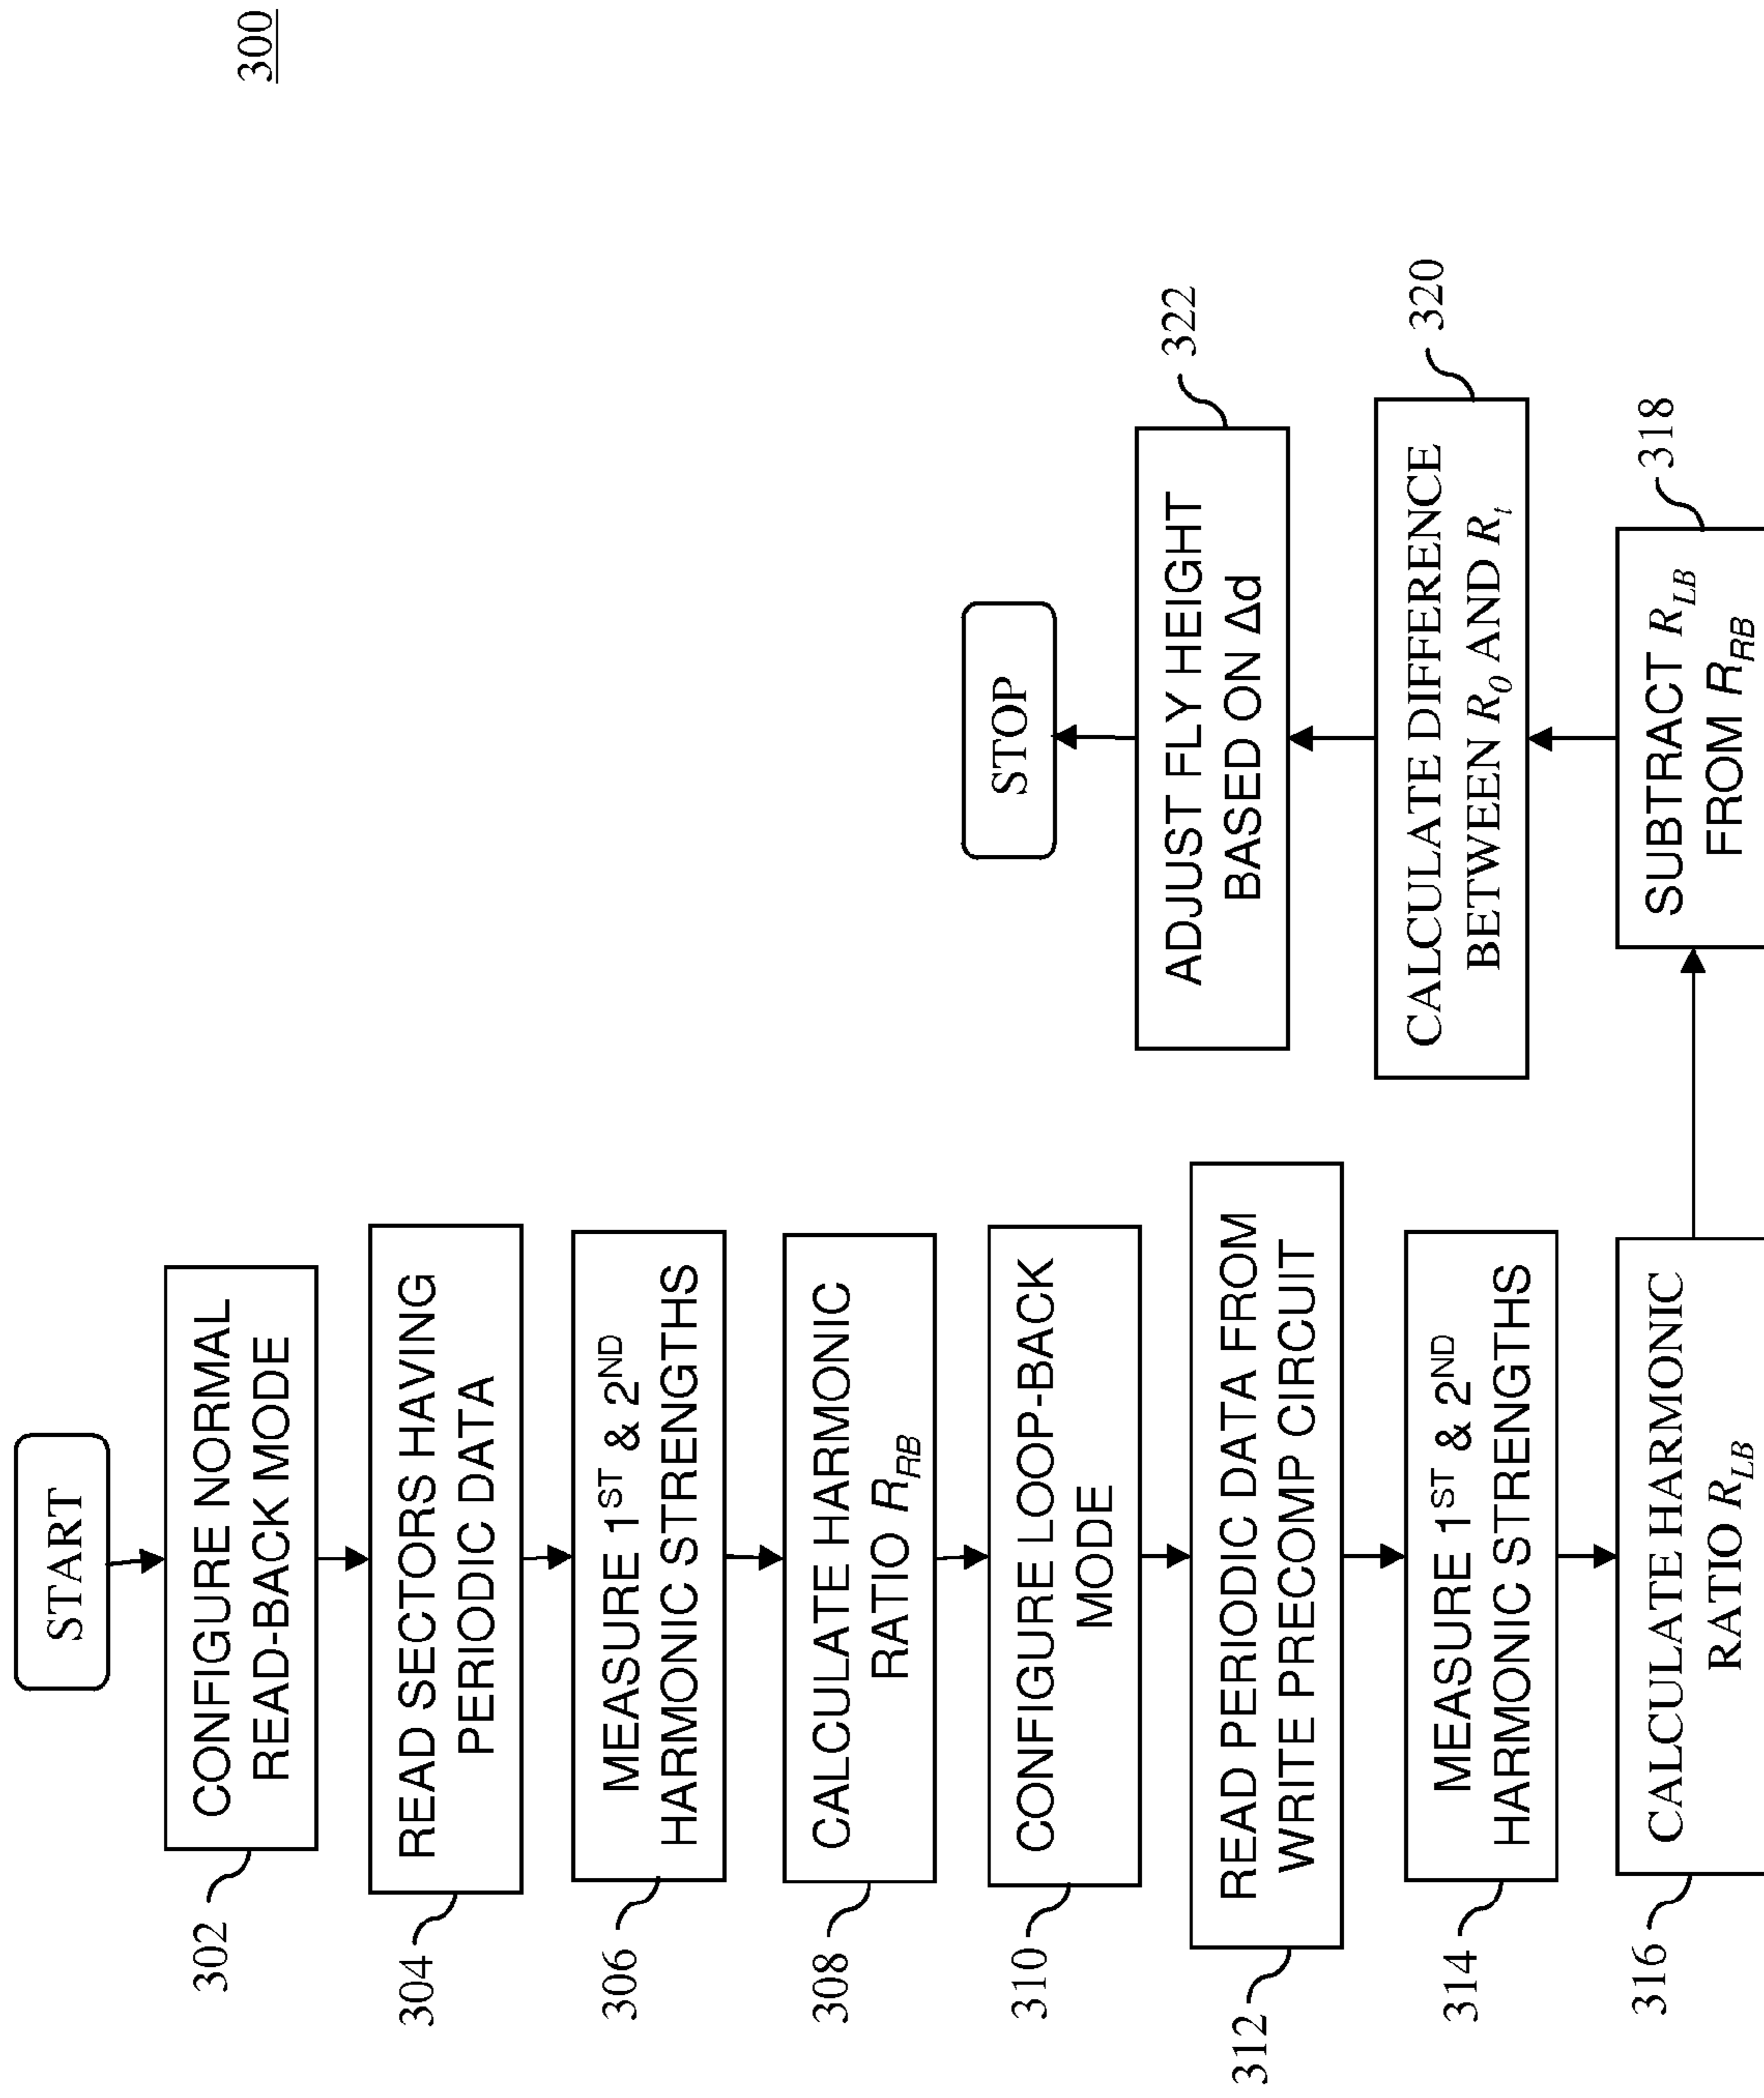 300
START
302
CONFIGURE NORMAL
READ-BACK MODE
304
READ SECTORS HAVING
PERIODIC DATA
306
MEASURE 1ST & 2ND
HARMONIC STRENGTHS
308
CALCULATE HARMONIC
RATIO RRB
310
CONFIGURE LOOP-BACK
MODE
312
READ PERIODIC DATA FROM
WRITE PRECOMP CIRCUIT
314
MEASURE 1ST & 2ND
HARMONIC STRENGTHS
316
CALCULATE HARMONIC
RATIO RLB
318
SUBTRACT RLB
FROM RRB
320
CALCULATE DIFFERENCE
BETWEEN R0 AND Rt
322
ADJUST FLY HEIGHT
BASED ON Δd
STOP